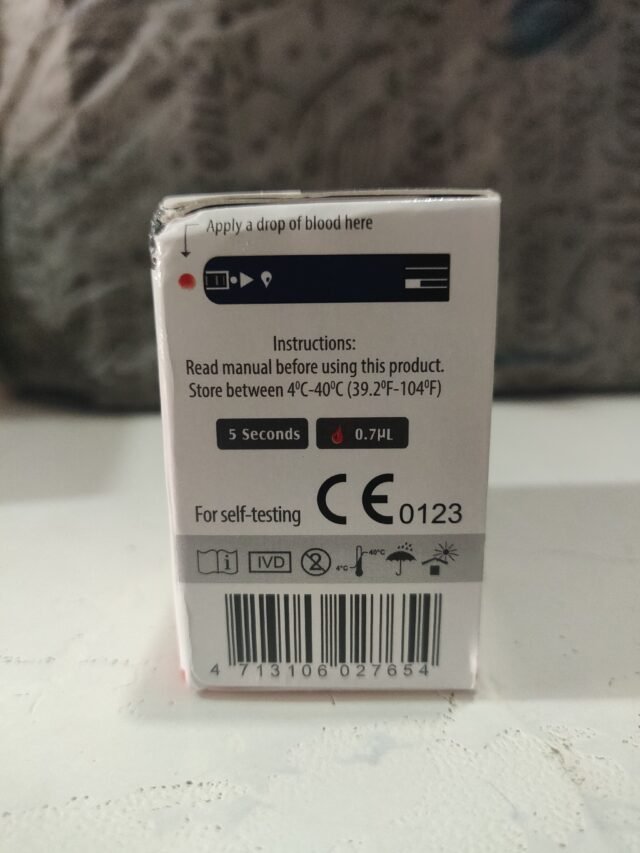 Apply a drop of blood here
Instructions:
Read manual before using this product.
Store between 4⁰C-40⁰C (39.2⁰F-104⁰F)
5 Seconds 0.7µL
For self-testing CE 0123
i IVD 2 4°C 40°C
4 713106 027654